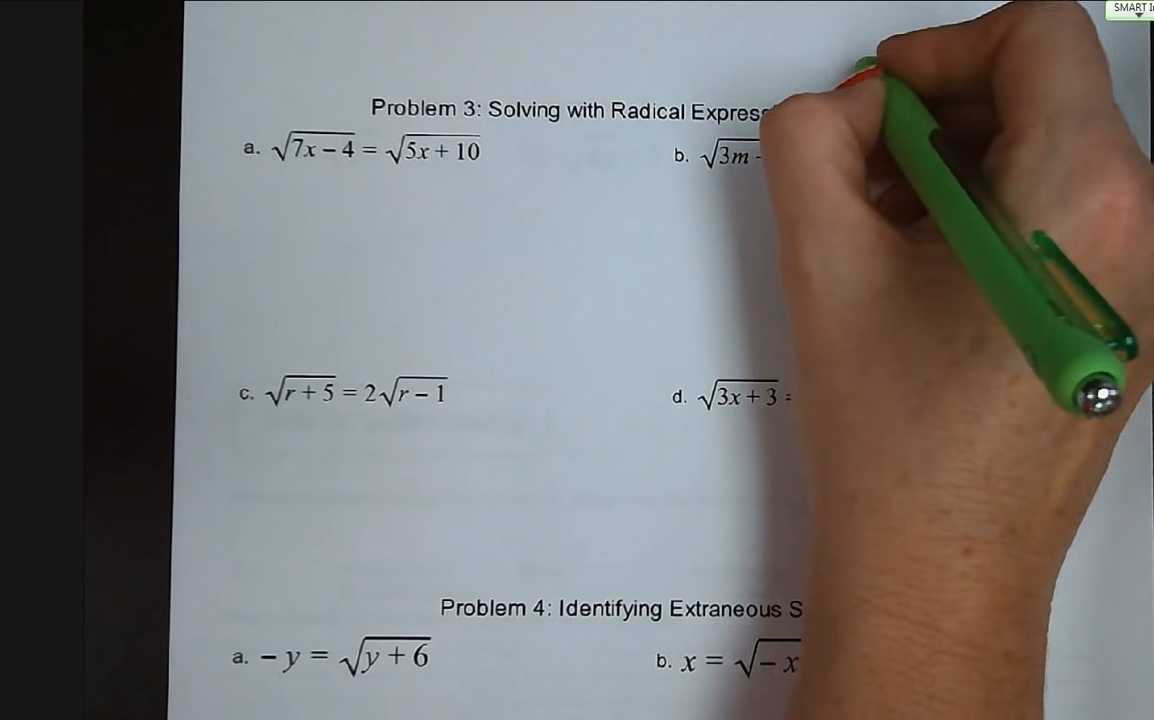 SMART
Problem 3: Solving with Radical
a. √7x – 4 = √5x + 10
b. √3m -
c. √r + 5 = 2√r – 1
d. √3x + 3 =
Problem 4: Identifying Extraneous
a. – y = √y + 6
b. x = √– x